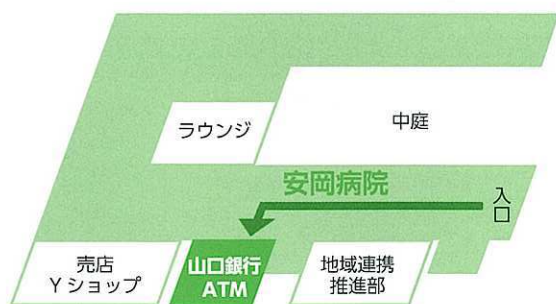 ラウンジ
中庭
安岡病院
入口
売店
Yショップ
山口銀行
ATM
地域連携
推進部